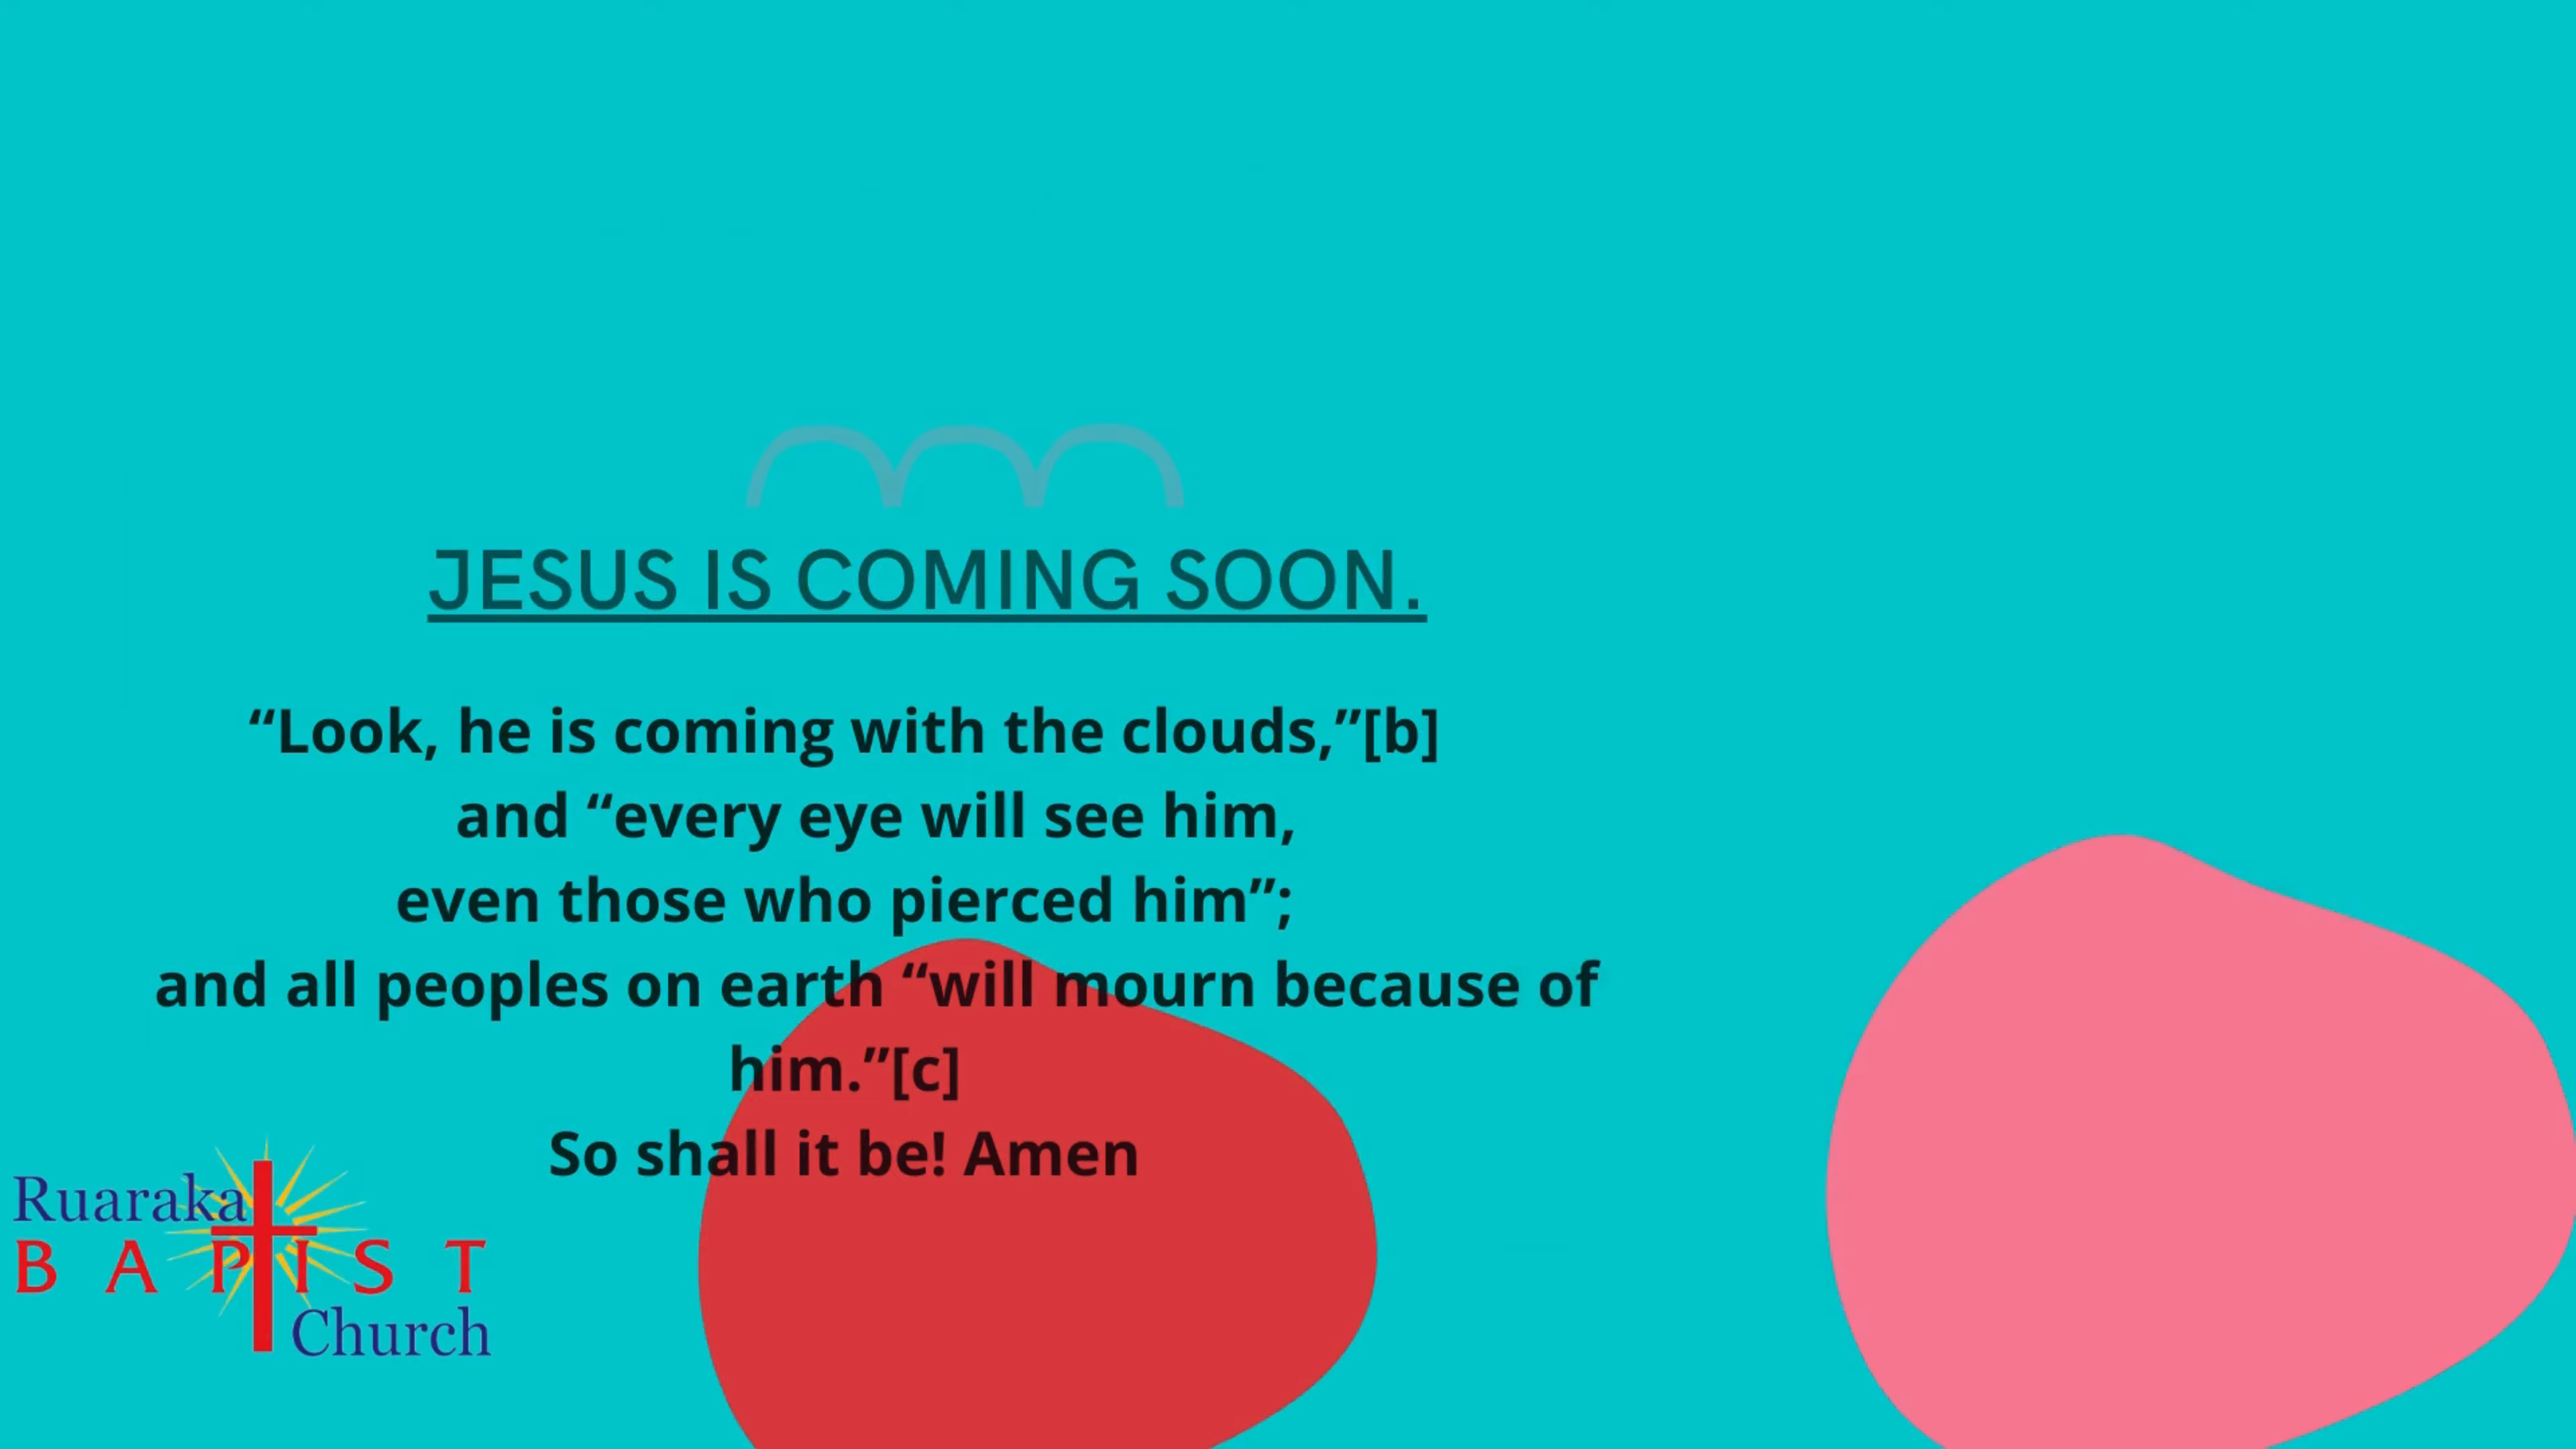 JESUS IS COMING SOON.
“Look, he is coming with the clouds,”[b]
and “every eye will see him,
even those who pierced him”;
and all peoples on earth “will mourn because of
him.”[c]
So shall it be! Amen
Ruaraka
BAPTIST
Church